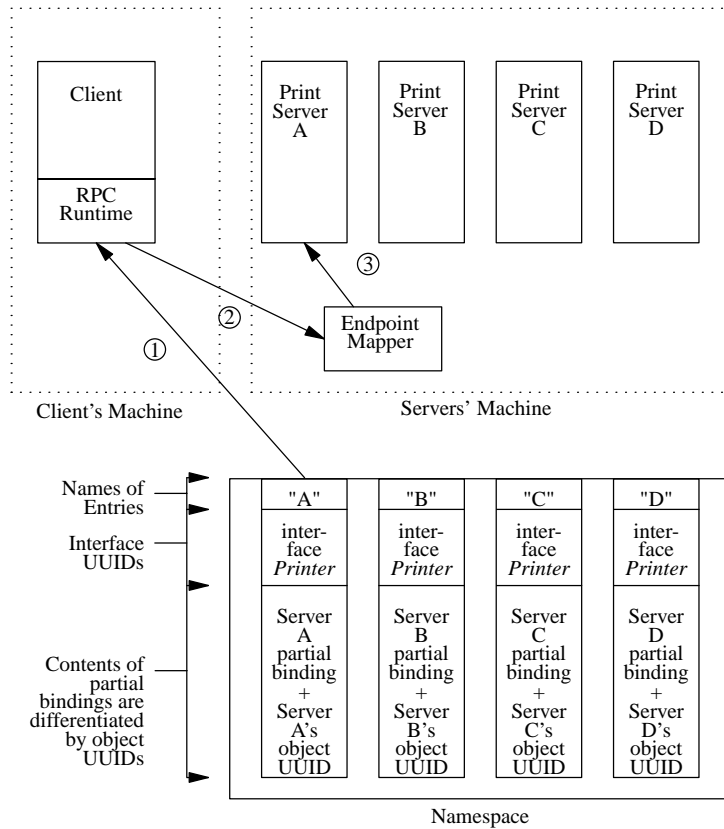 Client
RPC
Runtime
Print
Server
A
Print
Server
B
Print
Server
C
Print
Server
D
3
2
1
Endpoint
Mapper
Client's Machine
Servers' Machine
Names of
Entries
Interface
UUIDs
Contents of
partial
bindings are
differentiated
by object
UUIDs
"A"
inter-
face
Printer
Server
A
partial
binding
+
Server
A's
object
UUID
"B"
inter-
face
Printer
Server
B
partial
binding
+
Server
B's
object
UUID
"C"
inter-
face
Printer
Server
C
partial
binding
+
Server
C's
object
UUID
"D"
inter-
face
Printer
Server
D
partial
binding
+
Server
D's
object
UUID
Namespace